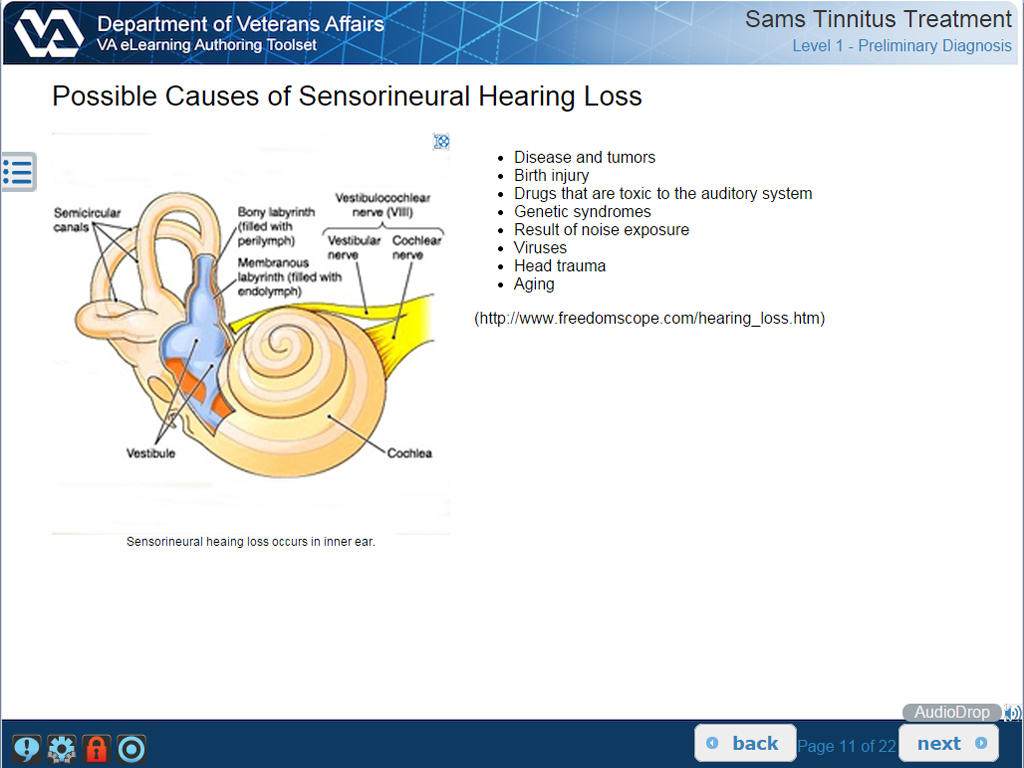 VA
Department of Veterans Affairs
VA eLearning Authoring Toolset
Sams Tinnitus Treatment
Level 1 - Preliminary Diagnosis
Possible Causes of Sensorineural Hearing Loss
Semicircular
canals
Bony labyrinth
(filled with
perilymph)
Membranous
labyrinth (filled with
endolymph)
Vestibulocochlear
nerve (VIII)
Vestibular
nerve
Cochlear
nerve
Vestibule
Cochlea
Sensorineural heaing loss occurs in inner ear.
• Disease and tumors
• Birth injury
• Drugs that are toxic to the auditory system
• Genetic syndromes
• Result of noise exposure
• Viruses
• Head trauma
• Aging
(http://www.freedomscope.com/hearing_loss.htm)
AudioDrop
back
Page 11 of 22
next